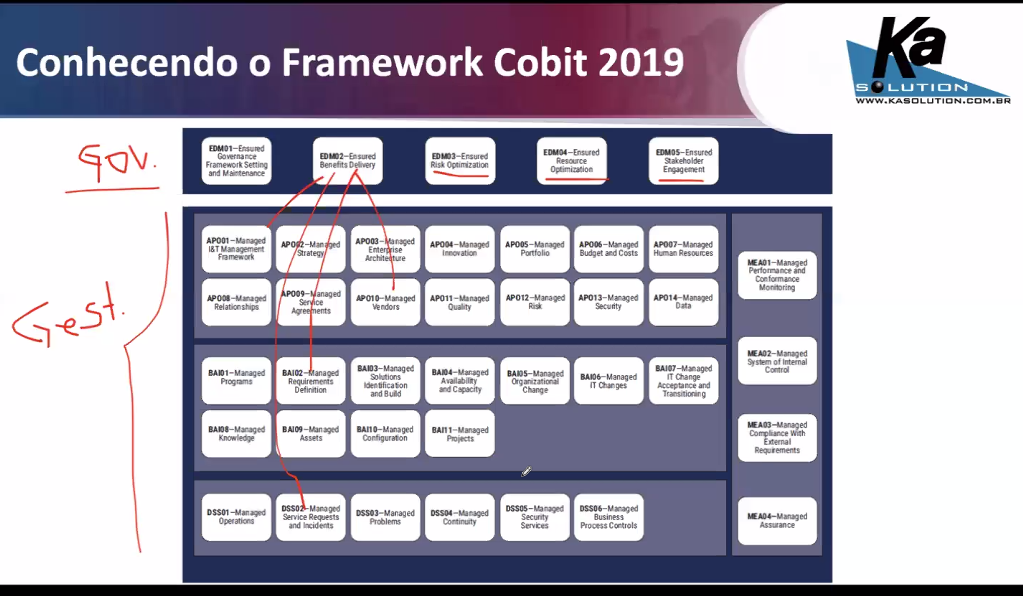 Conhecendo o Framework Cobit 2019
Ka
SOLUTION
WWW.KASOLUTION.COM.BR
GOV.
EDM01—Ensured
Governance
Framework Setting
and Maintenance
EDM02—Ensured
Benefits Delivery
EDM03—Ensured
Risk Optimization
EDM04—Ensured
Resource
Optimization
EDM05—Ensured
Stakeholder
Engagement
Gest.
APO01—Managed
I&T Management
Framework
APO02—Managed
Strategy
APO03—Managed
Enterprise
Architecture
APO04—Managed
Innovation
APO05—Managed
Portfolio
APO06—Managed
Budget and Costs
APO07—Managed
Human Resources
APO08—Managed
Relationships
APO09—Managed
Service
Agreements
APO10—Managed
Vendors
APO11—Managed
Quality
APO12—Managed
Risk
APO13—Managed
Security
APO14—Managed
Data
BAI01—Managed
Programs
BAI02—Managed
Requirements
Definition
BAI03—Managed
Solutions
Identification
and Build
BAI04—Managed
Availability
and Capacity
BAI05—Managed
Organizational
Change
BAI06—Managed
IT Changes
BAI07—Managed
IT Change
Acceptance and
Transitioning
BAI08—Managed
Knowledge
BAI09—Managed
Assets
BAI10—Managed
Configuration
BAI11—Managed
Projects
DSS01—Managed
Operations
DSS02—Managed
Service Requests
and Incidents
DSS03—Managed
Problems
DSS04—Managed
Continuity
DSS05—Managed
Security
Services
DSS06—Managed
Business
Process Controls
MEA01—Managed
Performance and
Conformance
Monitoring
MEA02—Managed
System of Internal
Control
MEA03—Managed
Compliance With
External
Requirements
MEA04—Managed
Assurance